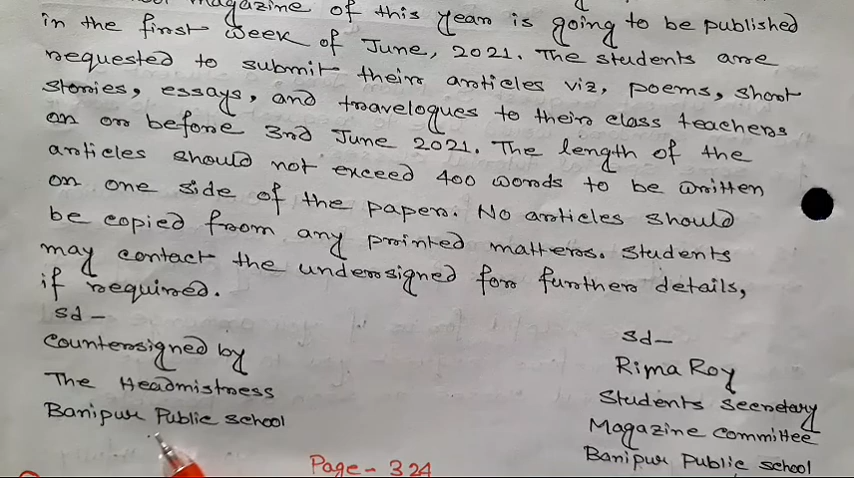 magazine of this year is going to be published
in the first week of June, 2021. The students are
requested to submit their articles viz, poems, short
stories, essays, and travelogues to their class teachers
on or before 3rd June 2021. The length of the
articles should not exceed 400 words to be written
on one side of the paper. No articles should
be copied from any printed matters. Students
may contact the undersigned for further details,
if required.
sd-
Countersigned by
The Headmistress
Banipur Public school
sd-
Rima Roy
Students secretary
Magazine committee
Banipur public school
Page - 324